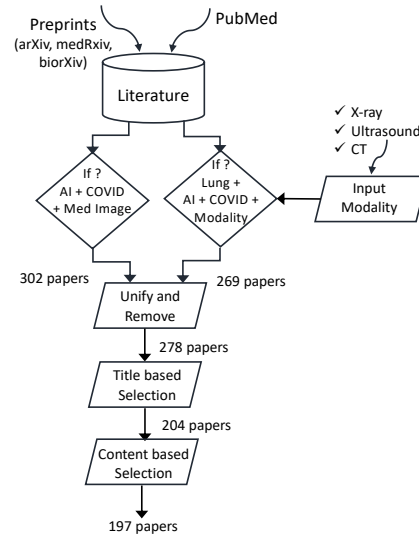 Preprints
(arXiv, medRxiv,
biorXiv)
PubMed
Literature
✓ X-ray
✓ Ultrasound
✓ CT
If ?
AI + COVID
+ Med Image
If ?
Lung +
AI + COVID +
Modality
Input
Modality
302 papers
269 papers
Unify and
Remove
278 papers
Title based
Selection
204 papers
Content based
Selection
197 papers